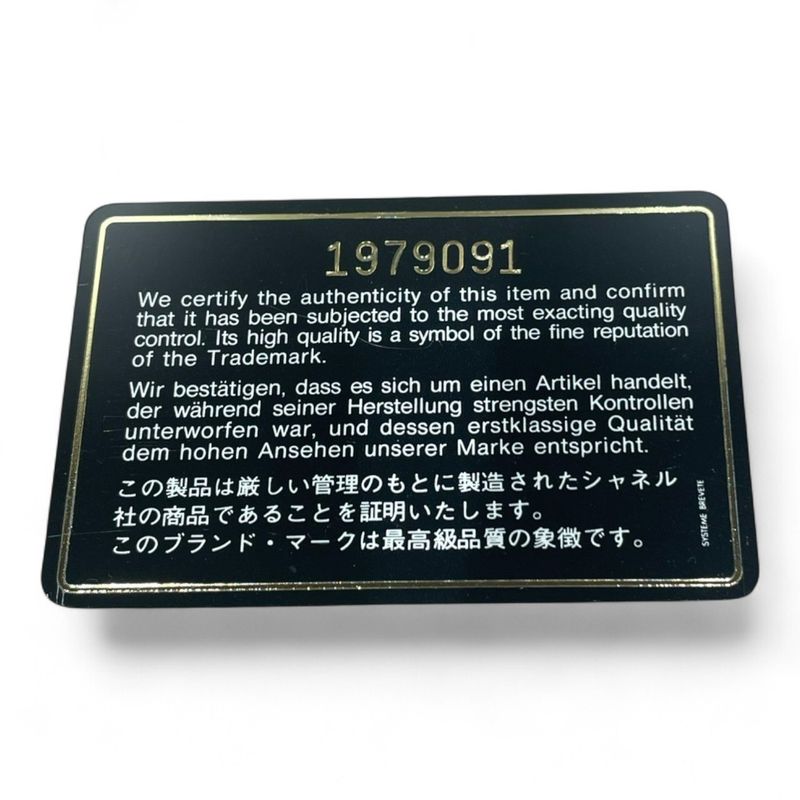 1979091
We certify the authenticity of this item and confirm
that it has been subjected to the most exacting quality
control. Its high quality is a symbol of the fine reputation
of the Trademark.
Wir bestätigen, dass es sich um einen Artikel handelt,
der während seiner Herstellung strengsten Kontrollen
unterworfen war, und dessen erstklassige Qualität
dem hohen Ansehen unserer Marke entspricht.
この製品は厳しい管理のもとに製造されたシャネル
社の商品であることを証明いたします。
このブランド・マークは最高級品質の象徴です。
SYSTEME BREVETE